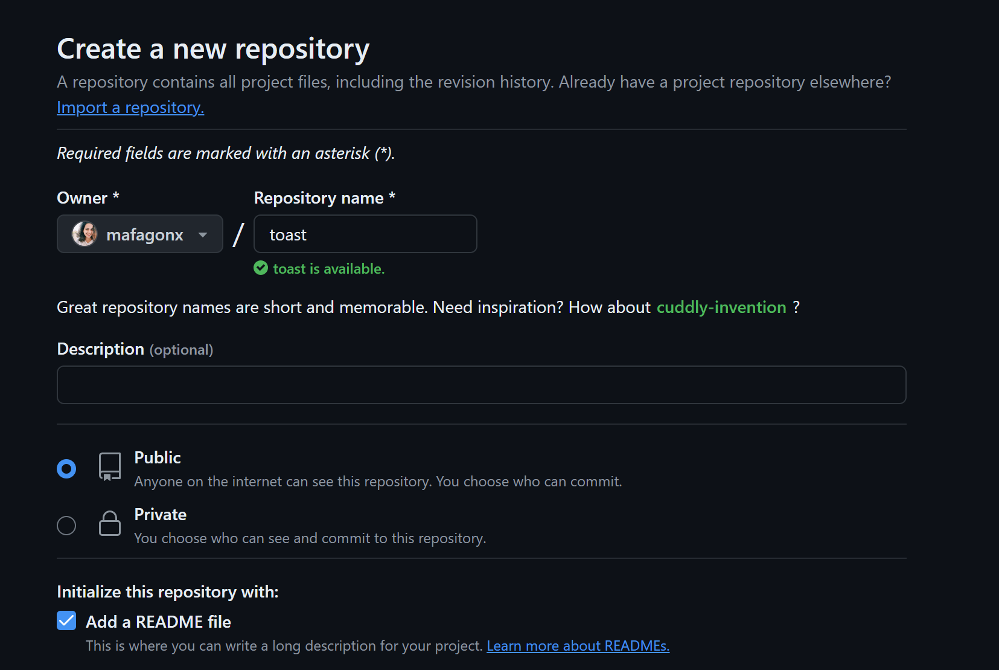 Create a new repository
A repository contains all project files, including the revision history. Already have a project repository elsewhere?
Import a repository.
Required fields are marked with an asterisk (*).
Owner *
Repository name *
mafagonx
/
toast
toast is available.
Great repository names are short and memorable. Need inspiration? How about cuddly-invention ?
Description (optional)
Public
Anyone on the internet can see this repository. You choose who can commit.
Private
You choose who can see and commit to this repository.
Initialize this repository with:
Add a README file
This is where you can write a long description for your project. Learn more about READMEs.